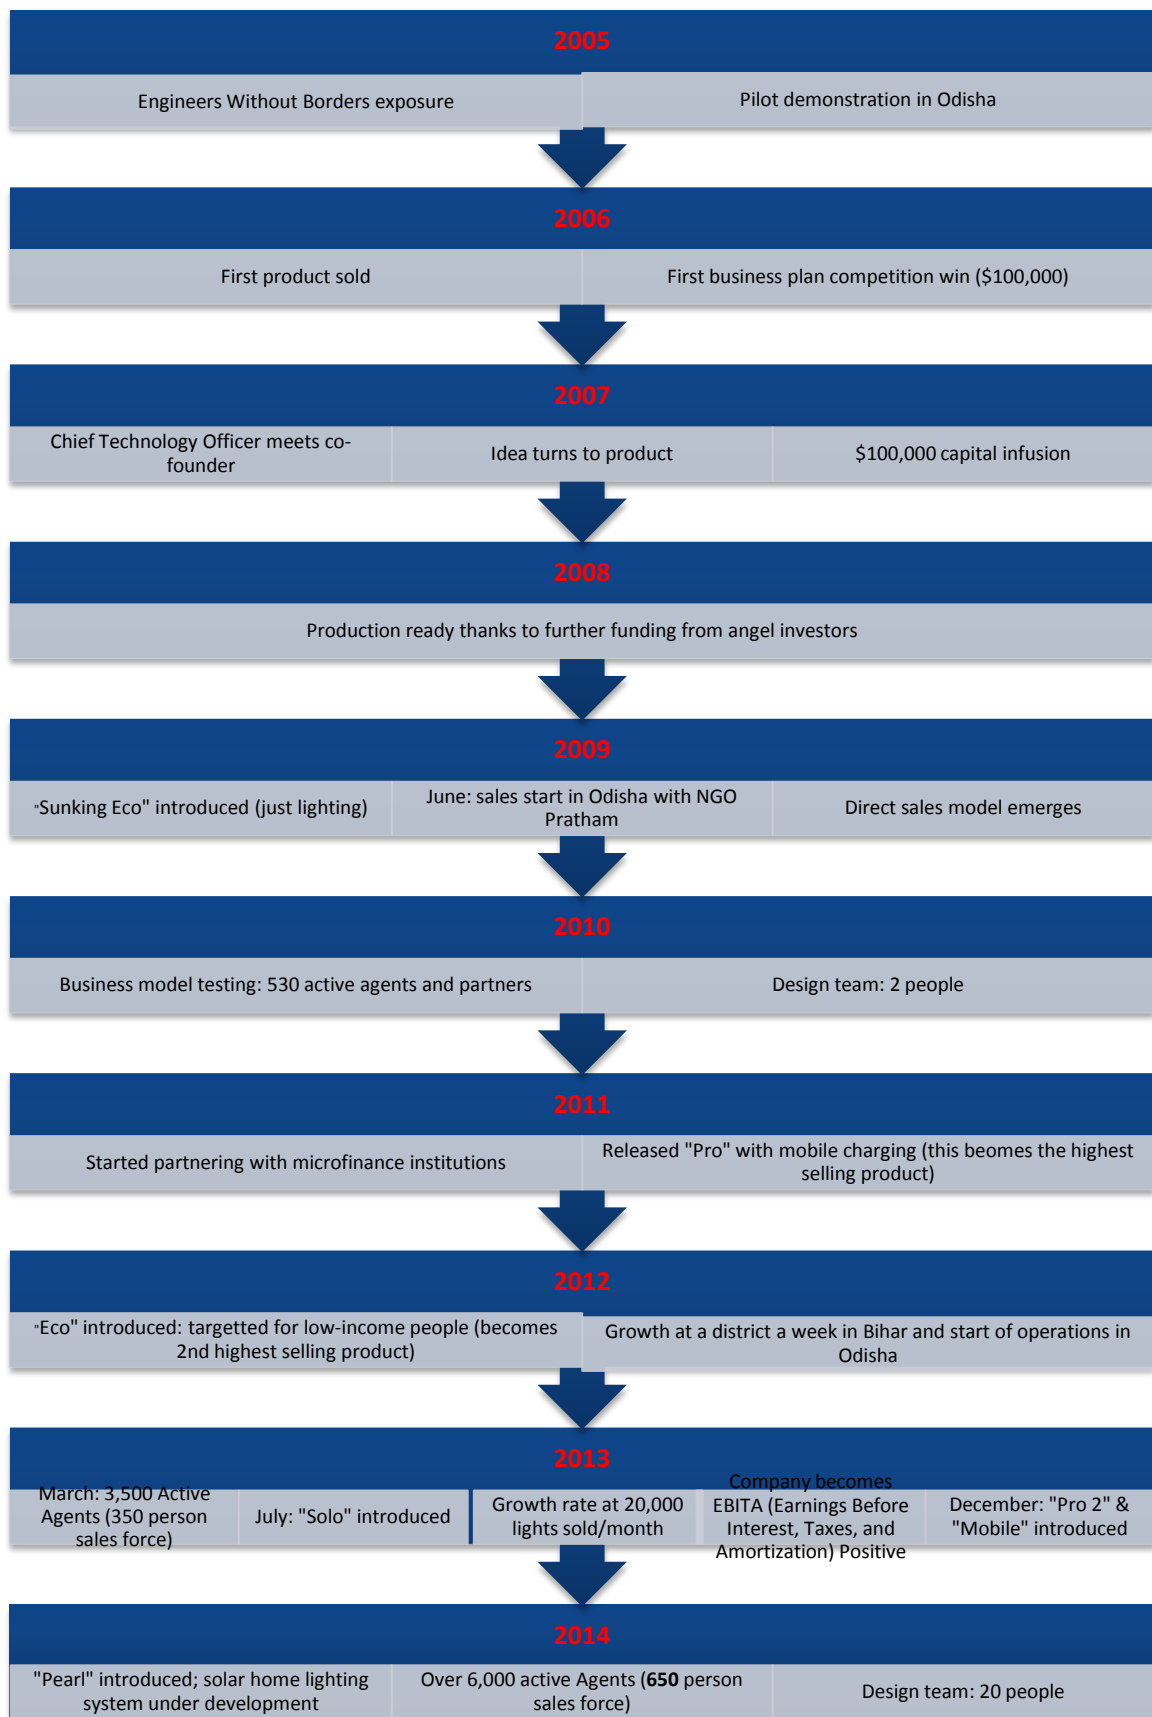 2005
Engineers Without Borders exposure
Pilot demonstration in Odisha
2006
First product sold
First business plan competition win ($100,000)
2007
Chief Technology Officer meets co-
founder
Idea turns to product
$100,000 capital infusion
2008
Production ready thanks to further funding from angel investors
2009
"Sunking Eco" introduced (just lighting)
June: sales start in Odisha with NGO
Pratham
Direct sales model emerges
2010
Business model testing: 530 active agents and partners
Design team: 2 people
2011
Started partnering with microfinance institutions
Released "Pro" with mobile charging (this beomes the highest
selling product)
2012
"Eco" introduced: targetted for low-income people (becomes
2nd highest selling product)
Growth at a district a week in Bihar and start of operations in
Odisha
2013
March: 3,500 Active
Agents (350 person
sales force)
July: "Solo" introduced
Growth rate at 20,000
lights sold/month
Company becomes
EBITA (Earnings Before
Interest, Taxes, and
Amortization) Positive
December: "Pro 2" &
"Mobile" introduced
2014
"Pearl" introduced; solar home lighting
system under development
Over 6,000 active Agents (650 person
sales force)
Design team: 20 people